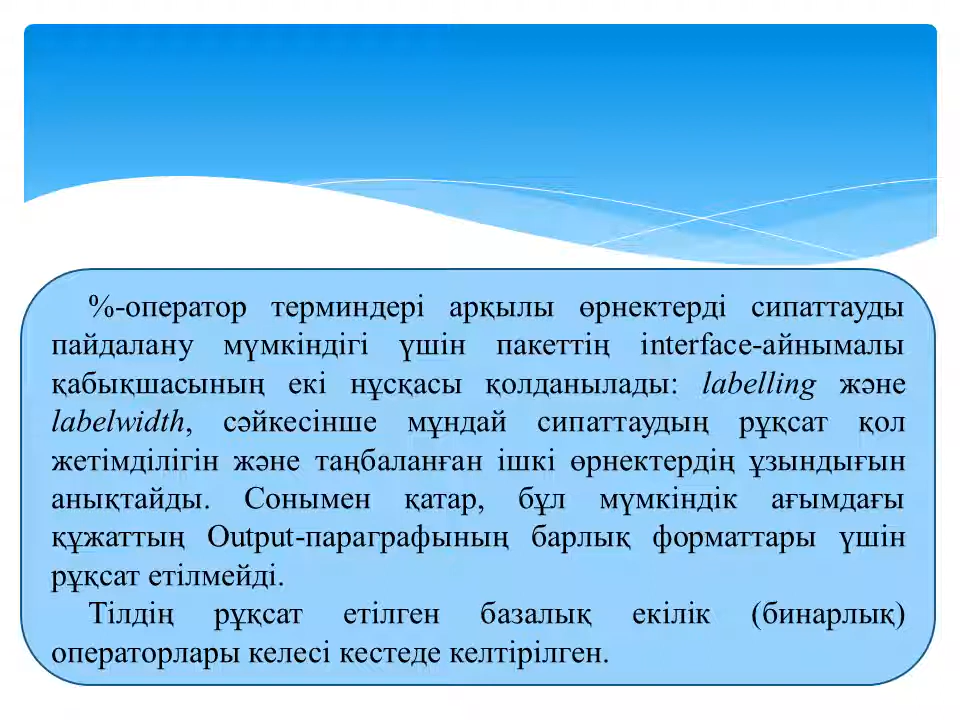 %-оператор терминдері арқылы өрнектерді сипаттауды
пайдалану мүмкіндігі үшін пакеттің interface-айнымалы
қабықшасының екі нұсқасы қолданылады: labelling және
labelwidth, сәйкесінше мұндай сипаттаудың рұқсат қол
жетімділігін және таңбаланған ішкі өрнектердің ұзындығын
анықтайды. Сонымен қатар, бұл мүмкіндік ағымдағы
құжаттың Output-параграфының барлық форматтары үшін
рұқсат етілмейді.
Тілдің рұқсат етілген базалық екілік (бинарлық)
операторлары келесі кестеде келтірілген.